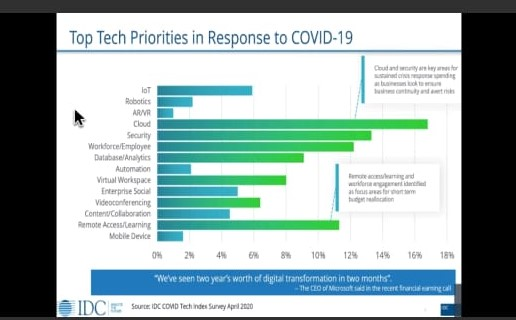 Top Tech Priorities in Response to COVID-19
Cloud and security are key areas for
sustained crisis response spending
as businesses look to ensure
business continuity and avert risks
IoT
Robotics
AR/VR
Cloud
Security
Workforce/Employee
Database/Analytics
Automation
Virtual Workspace
Enterprise Social
Videoconferencing
Content/Collaboration
Remote Access/Learning
Mobile Device
Remote access/learning and
workforce engagement identified
as focus areas for short term
budget reallocation
0% 2% 4% 6% 8% 10% 12% 14% 16% 18%
"We've seen two year's worth of digital transformation in two months".
– The CEO of Microsoft said in the recent financial earning call
IDC
Source: IDC COVID Tech Index Survey April 2020